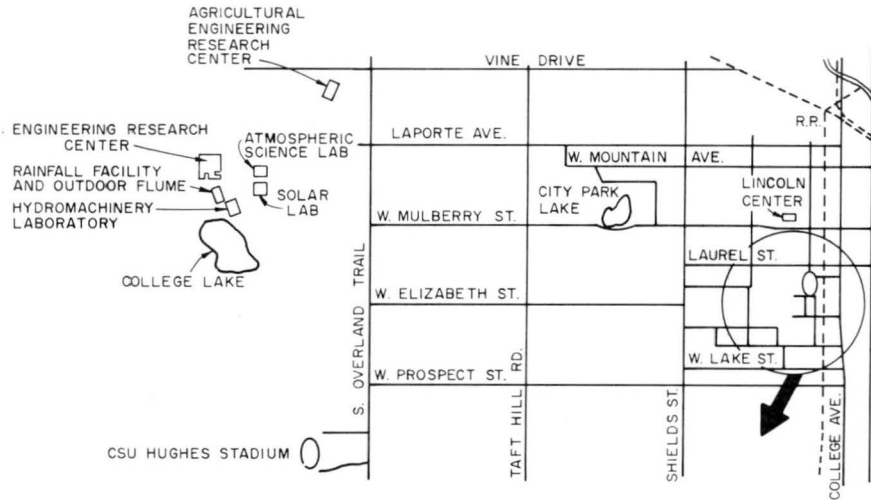 AGRICULTURAL
ENGINEERING
RESEARCH
CENTER
VINE DRIVE
R.R.
ENGINEERING RESEARCH
CENTER
ATMOSPHERIC
SCIENCE LAB
LAPORTE AVE.
W. MOUNTAIN AVE.
RAINFALL FACILITY
AND OUTDOOR FLUME
SOLAR
LAB
CITY PARK
LAKE
LINCOLN
CENTER
HYDROMACHINERY
LABORATORY
W. MULBERRY ST.
COLLEGE LAKE
LAUREL ST.
W. ELIZABETH ST.
W. LAKE ST.
W. PROSPECT ST.
S. OVERLAND TRAIL
TAFT HILL RD.
SHIELDS ST.
COLLEGE AVE.
CSU HUGHES STADIUM